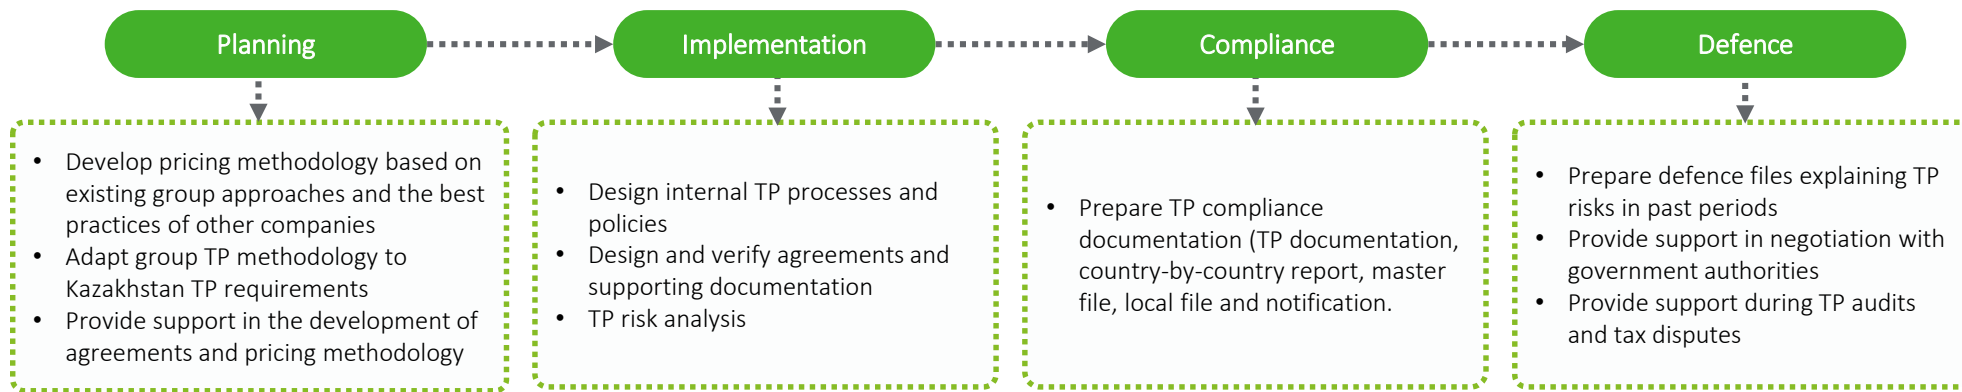 Planning
Implementation
Compliance
Defence
• Develop pricing methodology based on
existing group approaches and the best
practices of other companies
• Adapt group TP methodology to
Kazakhstan TP requirements
• Provide support in the development of
agreements and pricing methodology
• Design internal TP processes and
policies
• Design and verify agreements and
supporting documentation
• TP risk analysis
• Prepare TP compliance
documentation (TP documentation,
country-by-country report, master
file, local file and notification.
• Prepare defence files explaining TP
risks in past periods
• Provide support in negotiation with
government authorities
• Provide support during TP audits
and tax disputes